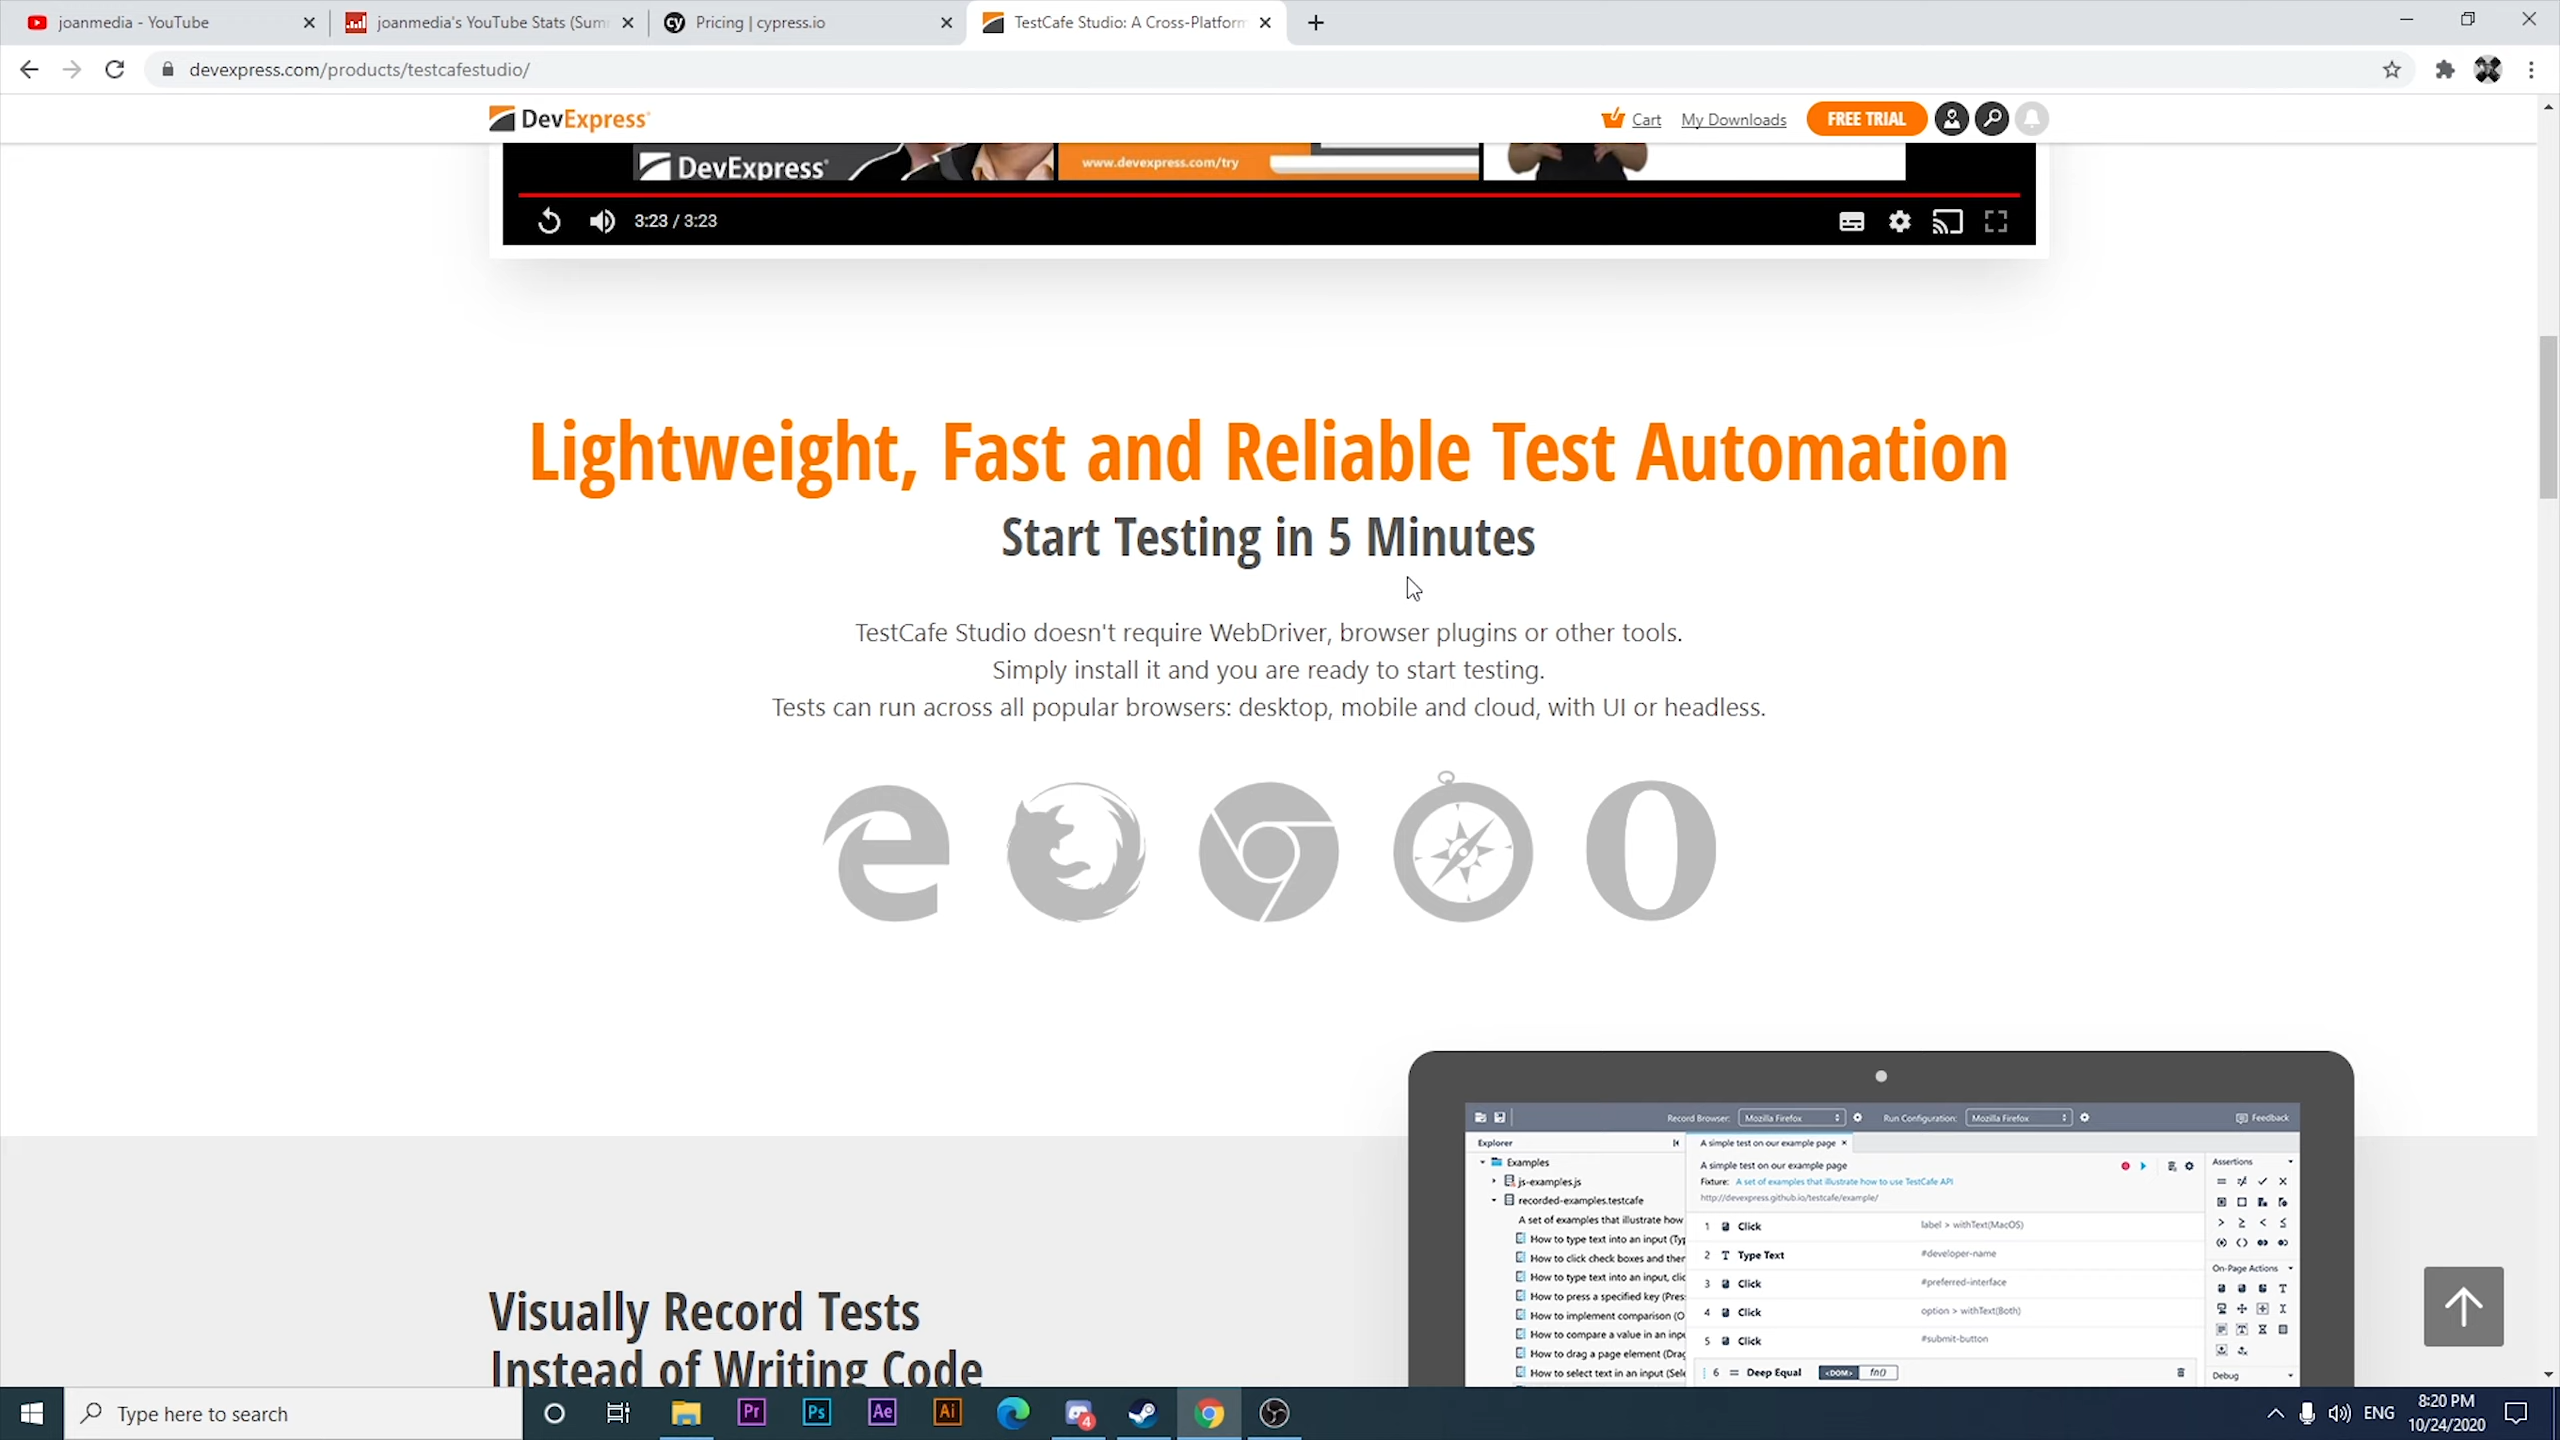 joanmedia - YouTube
joanmedia's YouTube Stats (Sum
Pricing | cypress.io
TestCafe Studio: A Cross-Platform
devexpress.com/products/testcafestudio/
DevExpress
Cart
My Downloads
FREE TRIAL
DevExpress
www.devexpress.com/try
3:23 / 3:23
Lightweight, Fast and Reliable Test Automation
Start Testing in 5 Minutes
TestCafe Studio doesn't require WebDriver, browser plugins or other tools.
Simply install it and you are ready to start testing.
Tests can run across all popular browsers: desktop, mobile and cloud, with UI or headless.
Record Browser: Mozilla Firefox
Run Configuration: Mozilla Firefox
Feedback
Explorer
Examples
js-examples.js
recorded-examples.testcafe
A set of examples that illustrate how
How to type text into an input (Typ
How to click check boxes and then
How to type text into an input, clic
How to press a specified key (Press
How to implement comparison (O
How to compare a value in an inpu
How to drag a page element (Drag
How to select text in an input (Sele
A simple test on our example page
A simple test on our example page
Fixture: A set of examples that illustrate how to use TestCafe API
http://devexpress.github.io/testcafe/example/
1 Click label > withText(MacOS)
2 Type Text #developer-name
3 Click #preferred-interface
4 Click option > withText(Both)
5 Click #submit-button
6 = Deep Equal <DOM> fn()
Assertions
On-Page Actions
Debug
Visually Record Tests
Instead of Writing Code
Type here to search
Pr
Ps
Ae
Ai
4
ENG
8:20 PM
10/24/2020